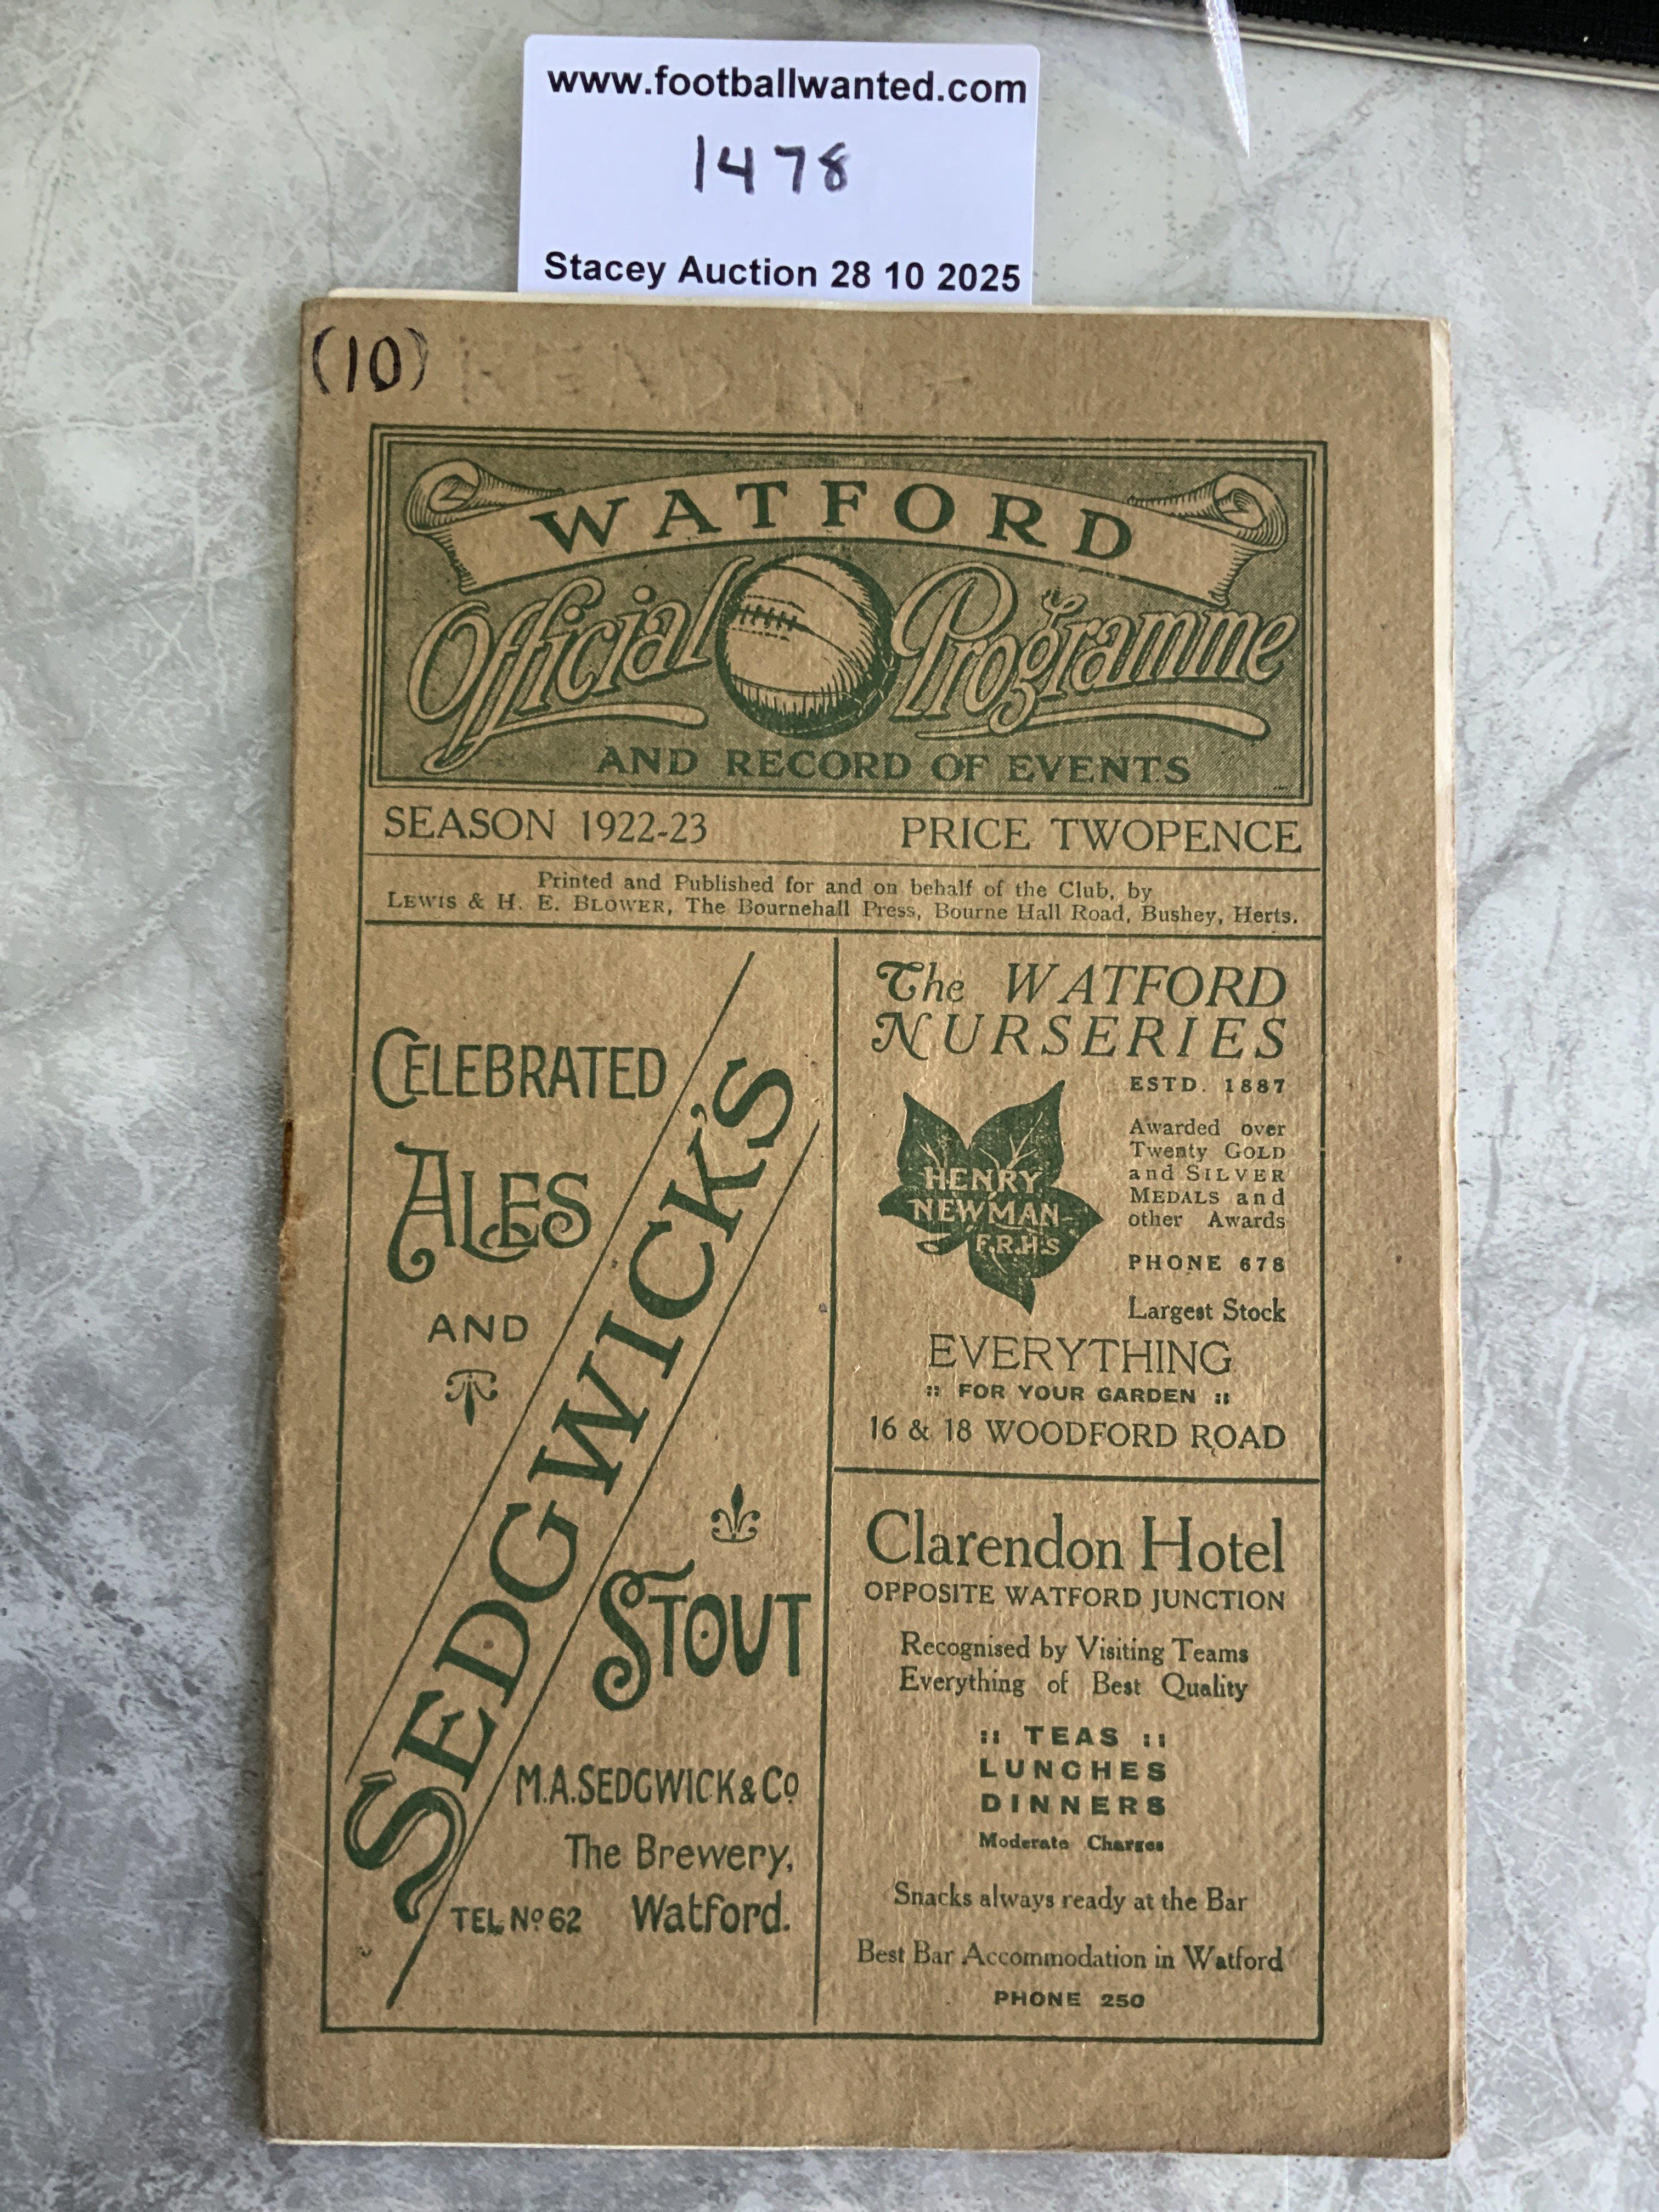 www.footballwanted.com
1478
Stacey Auction 28 10 2025
(10)
WATFORD
Official Programme
AND RECORD OF EVENTS
SEASON 1922-23 PRICE TWOPENCE
Printed and Published for and on behalf of the Club, by
LEWIS & H. E. BLOWER, The Bournehall Press, Bourne Hall Road, Bushey, Herts.
CELEBRATED
ALES
AND
SEDGWICK'S
STOUT
M.A. SEDGWICK & Co
The Brewery,
TEL No 62 Watford.
The WATFORD
NURSERIES
ESTD. 1887
HENRY
NEWMAN
F.R.H.S
Awarded over
Twenty GOLD
and SILVER
MEDALS and
other Awards
PHONE 678
Largest Stock
EVERYTHING
:: FOR YOUR GARDEN ::
16 & 18 WOODFORD ROAD
Clarendon Hotel
OPPOSITE WATFORD JUNCTION
Recognised by Visiting Teams
Everything of Best Quality
:: TEAS ::
LUNCHES
DINNERS
Moderate Charges
Snacks always ready at the Bar
Best Bar Accommodation in Watford
PHONE 250